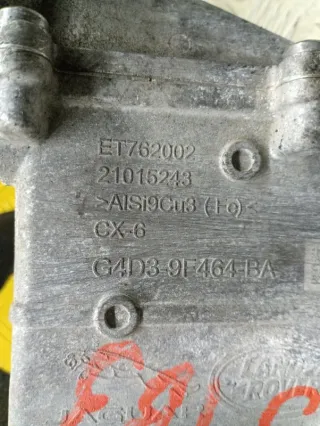 ET762002
21015243
>AlSi9Cu3(Fe)<
CX-6
G4D3-9F464-BA
LAND
ROVER
JAGUAR